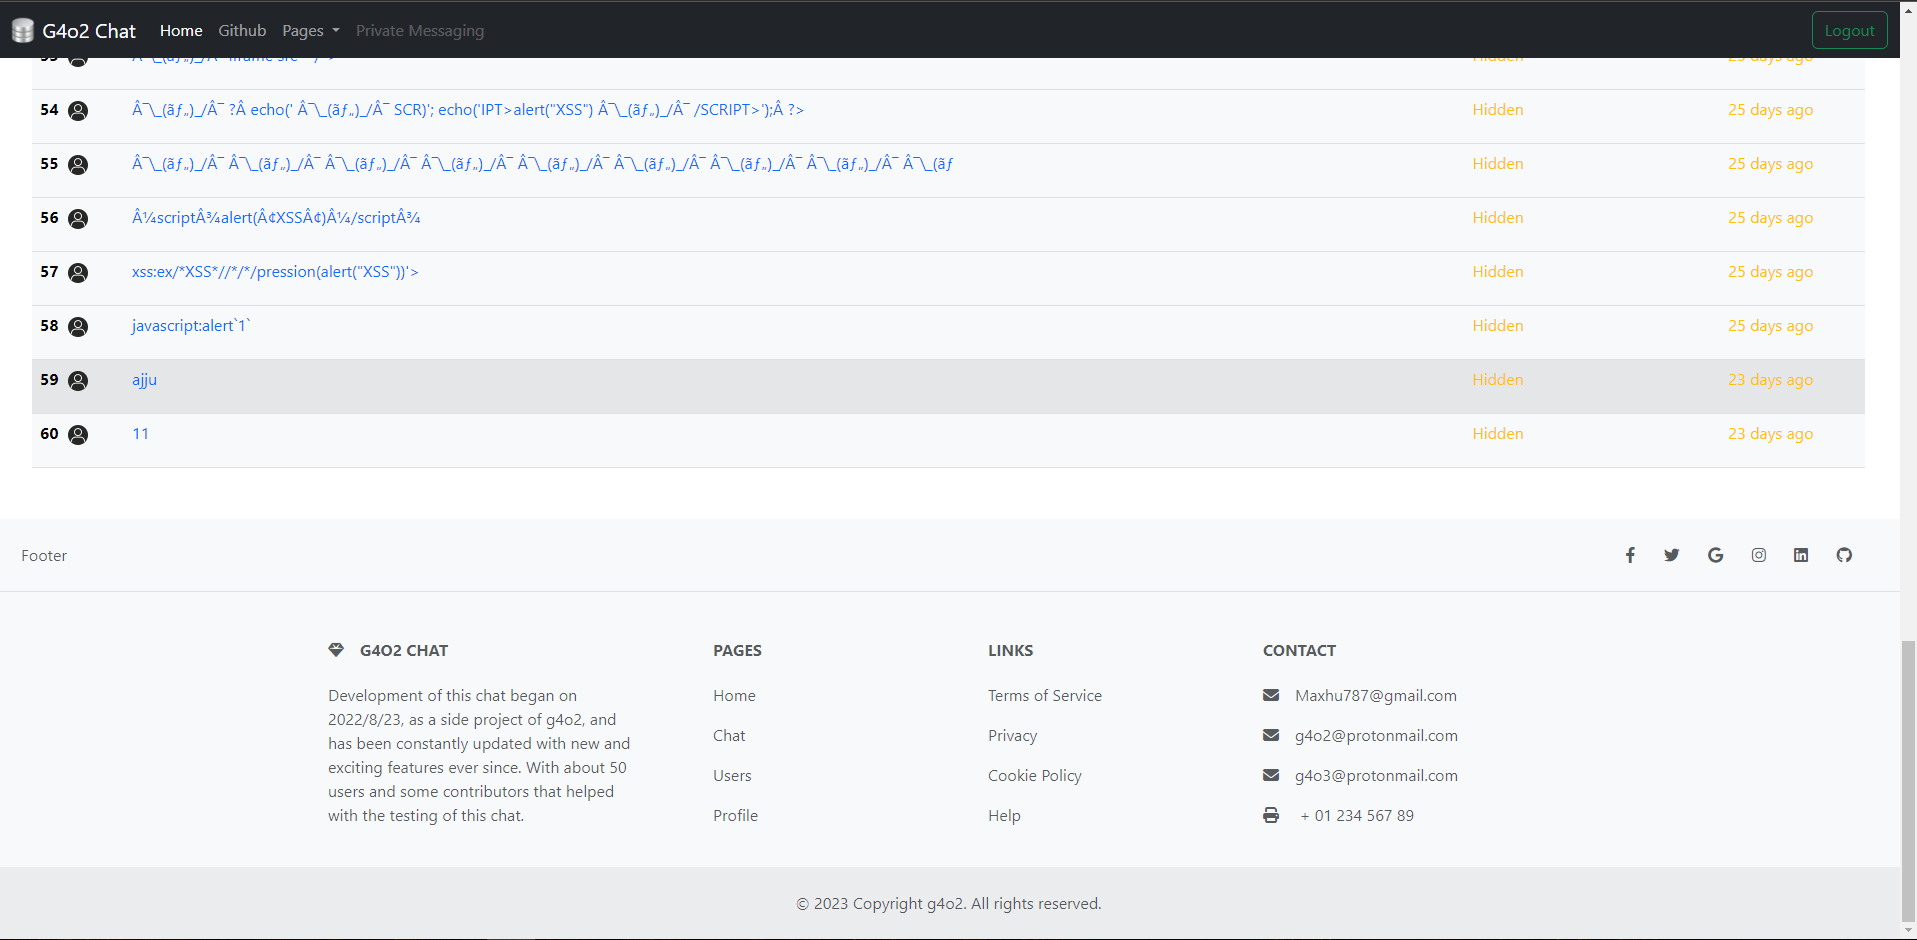 G4o2 Chat Home Github Pages Private Messaging Logout
54 Â¯\_(ãƒ„)_/Â¯ ?Â echo(' Â¯\_(ãƒ„)_/Â¯ SCR)'; echo('IPT>alert("XSS") Â¯\_(ãƒ„)_/Â¯ /SCRIPT>');Â ?> Hidden 25 days ago
55 Â¯\_(ãƒ„)_/Â¯ Â¯\_(ãƒ„)_/Â¯ Â¯\_(ãƒ„)_/Â¯ Â¯\_(ãƒ„)_/Â¯ Â¯\_(ãƒ„)_/Â¯ Â¯\_(ãƒ„)_/Â¯ Â¯\_(ãƒ„)_/Â¯ Â¯\_(ãƒ„)_/Â¯ Â¯\_(ãƒ Hidden 25 days ago
56 Â¼scriptÂ¾alert(Â¢XSSÂ¢)Â¼/scriptÂ¾ Hidden 25 days ago
57 xss:ex/*XSS*//*/*/pression(alert("XSS"))'> Hidden 25 days ago
58 javascript:alert`1` Hidden 25 days ago
59 ajju Hidden 23 days ago
60 11 Hidden 23 days ago
Footer
G4O2 CHAT
Development of this chat began on
2022/8/23, as a side project of g4o2, and
has been constantly updated with new and
exciting features ever since. With about 50
users and some contributors that helped
with the testing of this chat.
PAGES
Home
Chat
Users
Profile
LINKS
Terms of Service
Privacy
Cookie Policy
Help
CONTACT
Maxhu787@gmail.com
g4o2@protonmail.com
g4o3@protonmail.com
+ 01 234 567 89
© 2023 Copyright g4o2. All rights reserved.